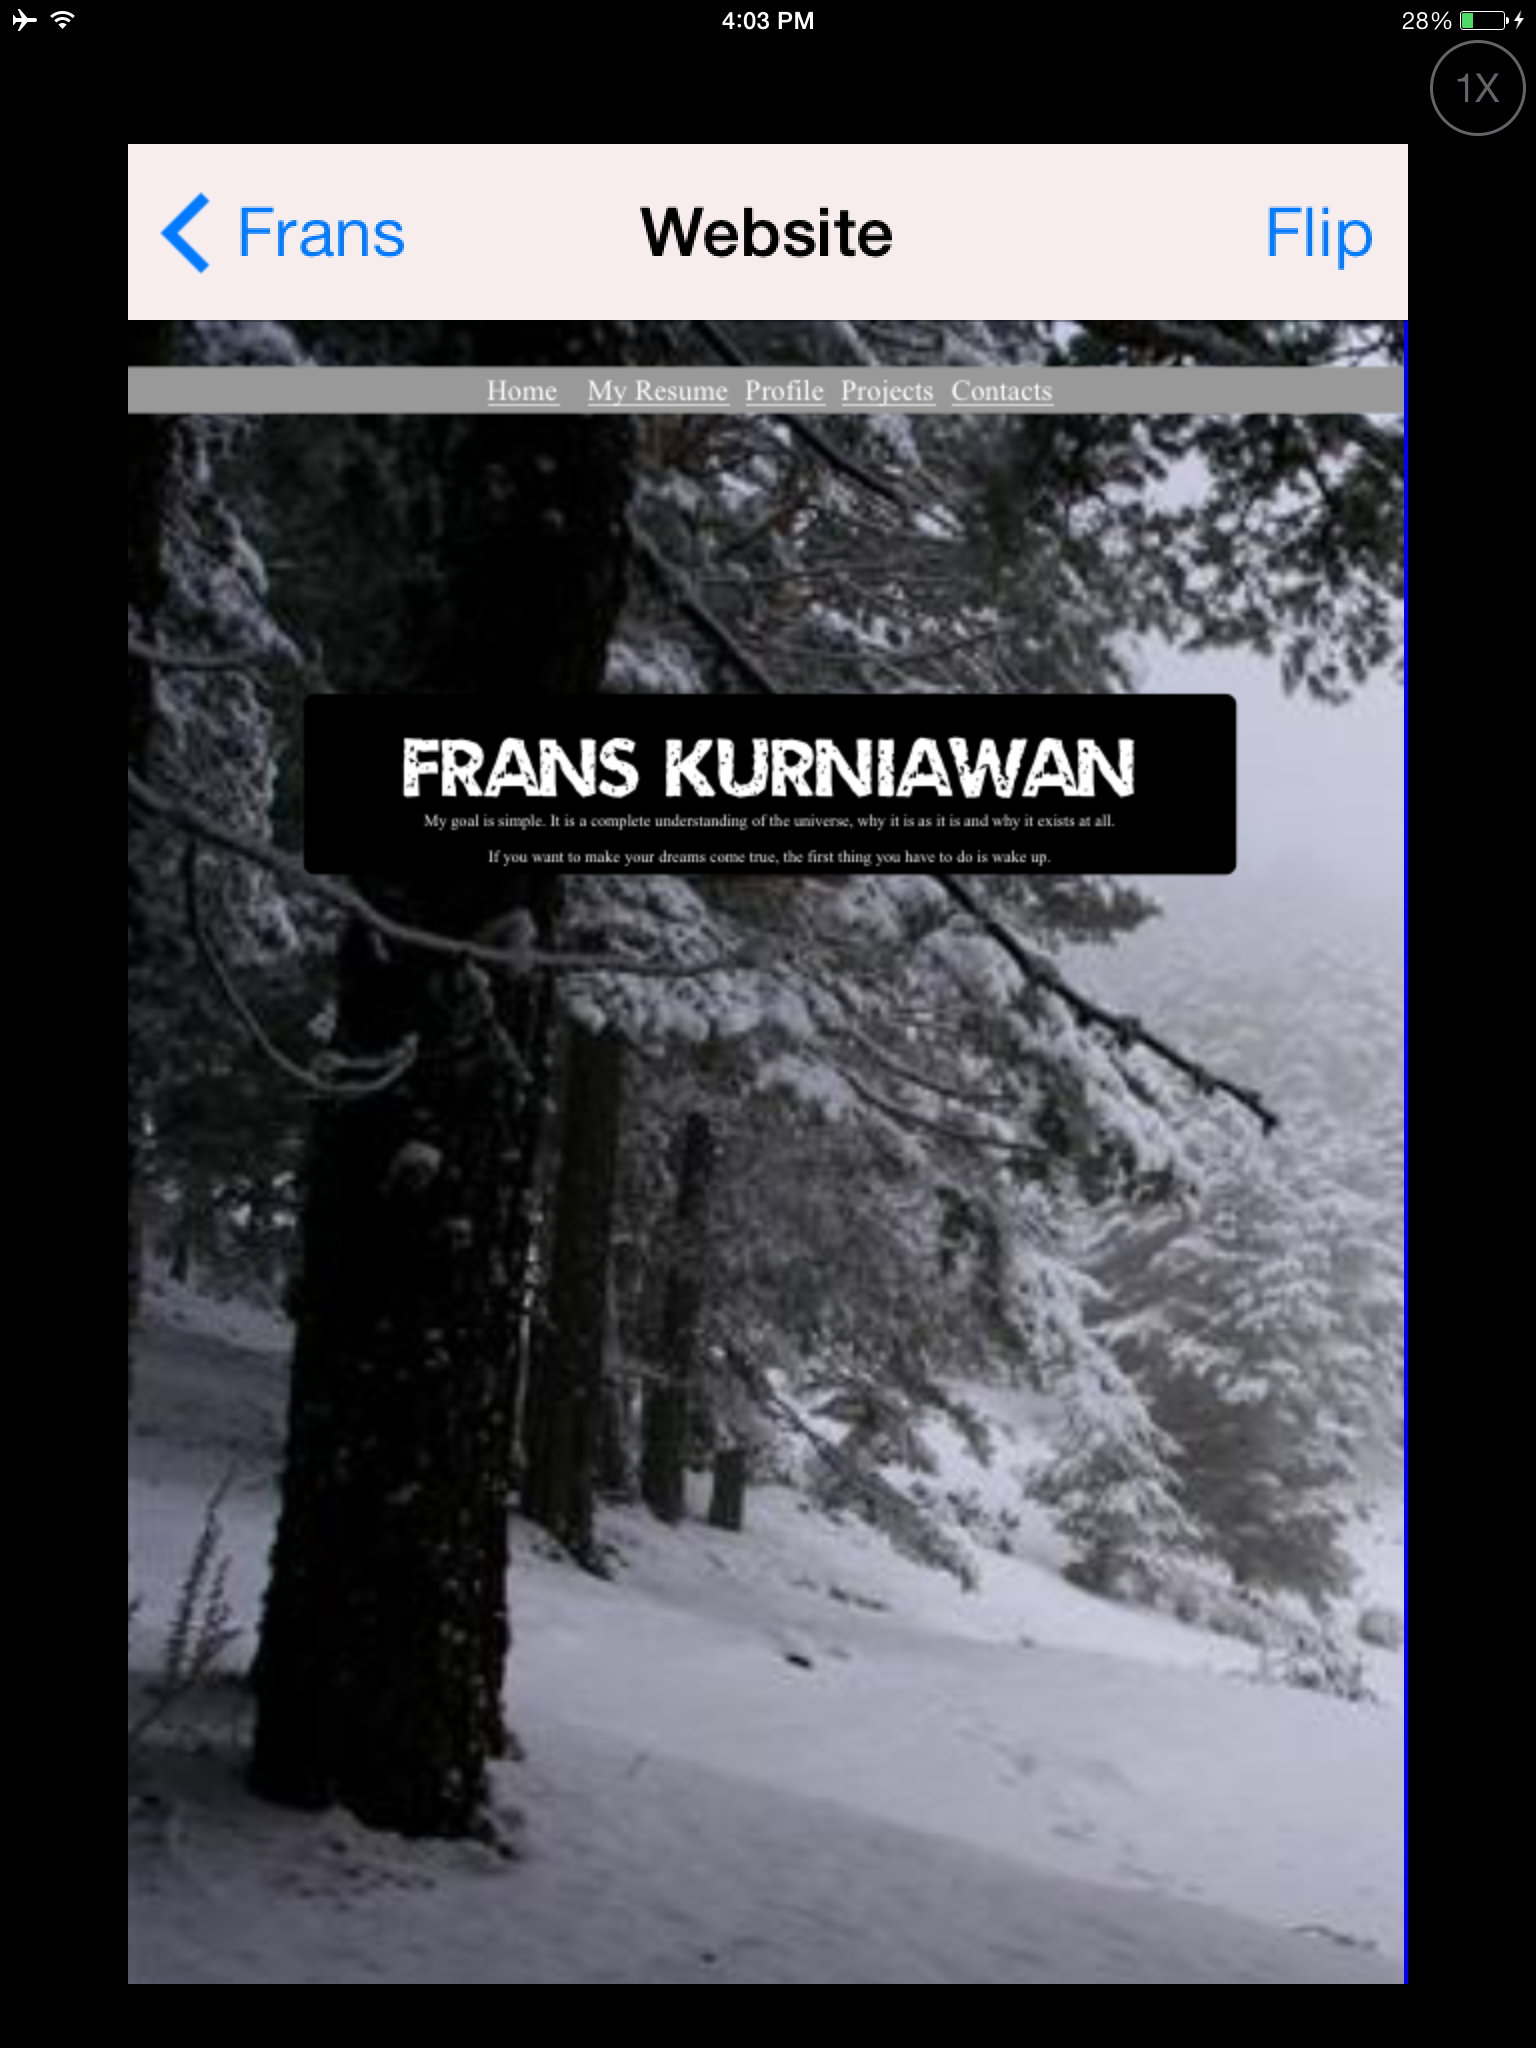 4:03 PM
28%
1X
Frans
Website
Flip
Home My Resume Profile Projects Contacts
FRANS KURNIAWAN
My goal is simple. It is a complete understanding of the universe, why it is as it is and why it exists at all.
If you want to make your dreams come true, the first thing you have to do is wake up.